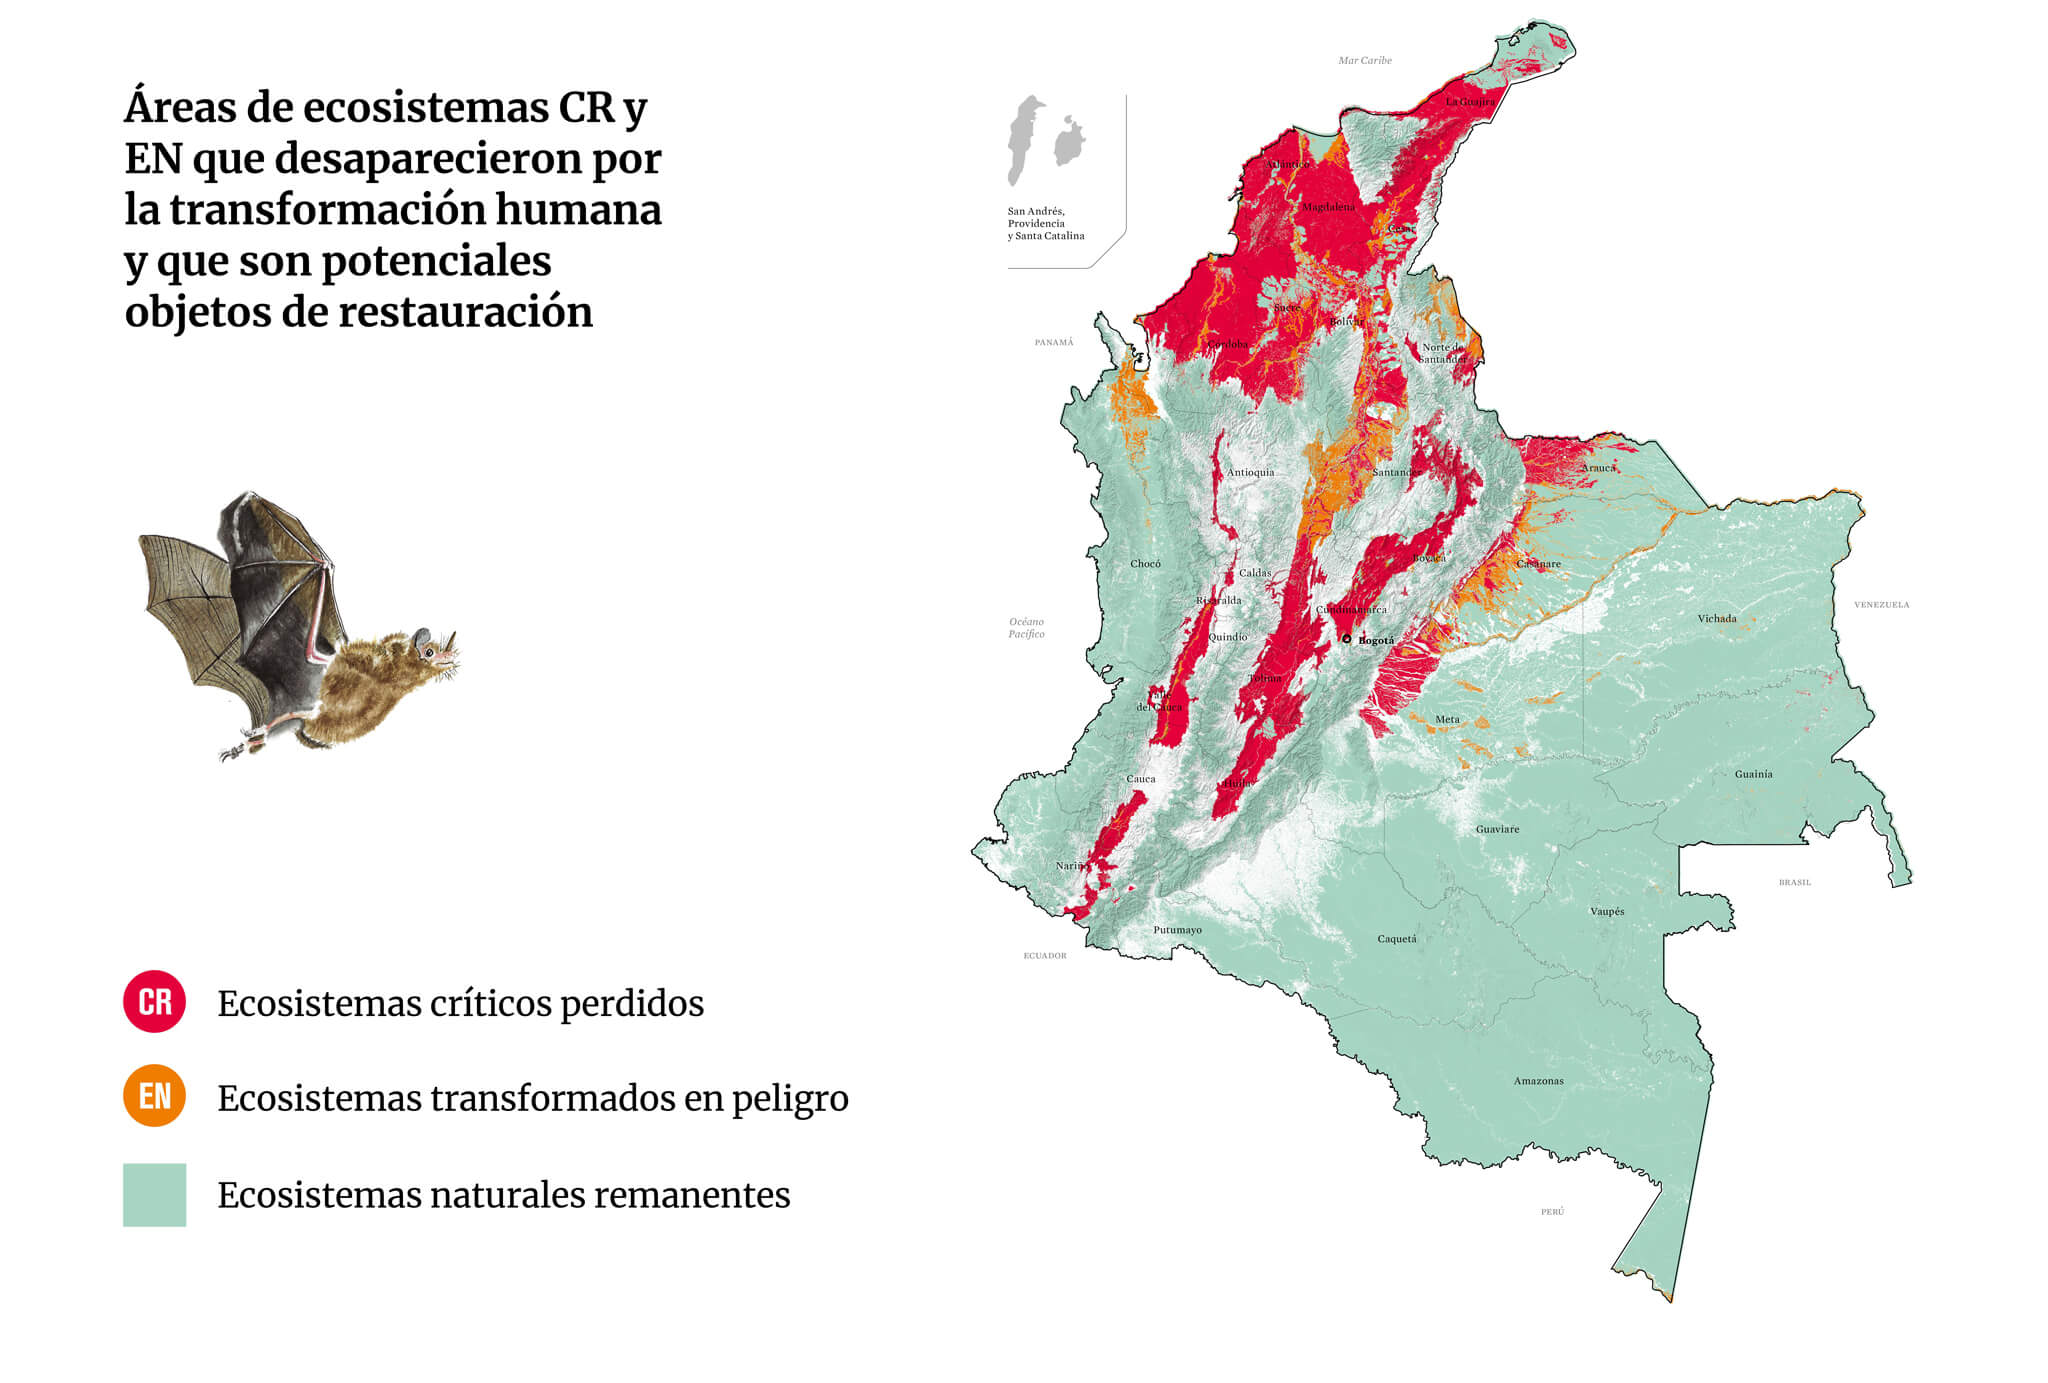 Áreas de ecosistemas CR y
EN que desaparecieron por
la transformación humana
y que son potenciales
objetos de restauración
CR Ecosistemas críticos perdidos
EN Ecosistemas transformados en peligro
Ecosistemas naturales remanentes
Mar Caribe
San Andrés,
Providencia
y Santa Catalina
La Guajira
Atlántico
Magdalena
Cesar
Sucre
Bolívar
Córdoba
Norte de
Santander
PANAMÁ
Antioquia
Santander
Arauca
Chocó
Caldas
Boyacá
Casanare
Risaralda
Cundinamarca
VENEZUELA
Vichada
Océano
Pacífico
Quindío
Bogotá
Tolima
Valle
del Cauca
Meta
Cauca
Huila
Guainía
Guaviare
Nariño
BRASIL
Vaupés
Putumayo
Caquetá
ECUADOR
Amazonas
PERÚ